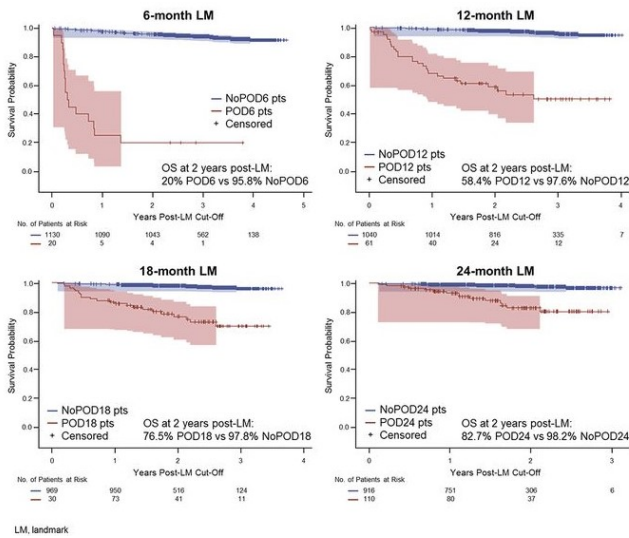 6-month LM
Survival Probability
1.0
0.8
0.6
0.4
0.2
0.0
NoPOD6 pts
POD6 pts
Censored
OS at 2 years post-LM:
20% POD6 vs 95.8% NoPOD6
0 1 2 3 4 5
Years Post-LM Cut-Off
No. of Patients at Risk
1130 1090 1043 562 138
20 5 4 1
12-month LM
Survival Probability
1.0
0.8
0.6
0.4
0.2
0.0
NoPOD12 pts
POD12 pts
Censored
OS at 2 years post-LM:
58.4% POD12 vs 97.6% NoPOD12
0 1 2 3 4
Years Post-LM Cut-Off
No. of Patients at Risk
1040 1014 816 335 7
61 40 24 12
18-month LM
Survival Probability
1.0
0.8
0.6
0.4
0.2
0.0
NoPOD18 pts
POD18 pts
Censored
OS at 2 years post-LM:
76.5% POD18 vs 97.8% NoPOD18
0 1 2 3 4
Years Post-LM Cut-Off
No. of Patients at Risk
969 950 516 124
30 73 41 11
24-month LM
Survival Probability
1.0
0.8
0.6
0.4
0.2
0.0
NoPOD24 pts
POD24 pts
Censored
OS at 2 years post-LM:
82.7% POD24 vs 98.2% NoPOD24
0 1 2 3
Years Post-LM Cut-Off
No. of Patients at Risk
916 751 306 6
110 80 37
LM, landmark